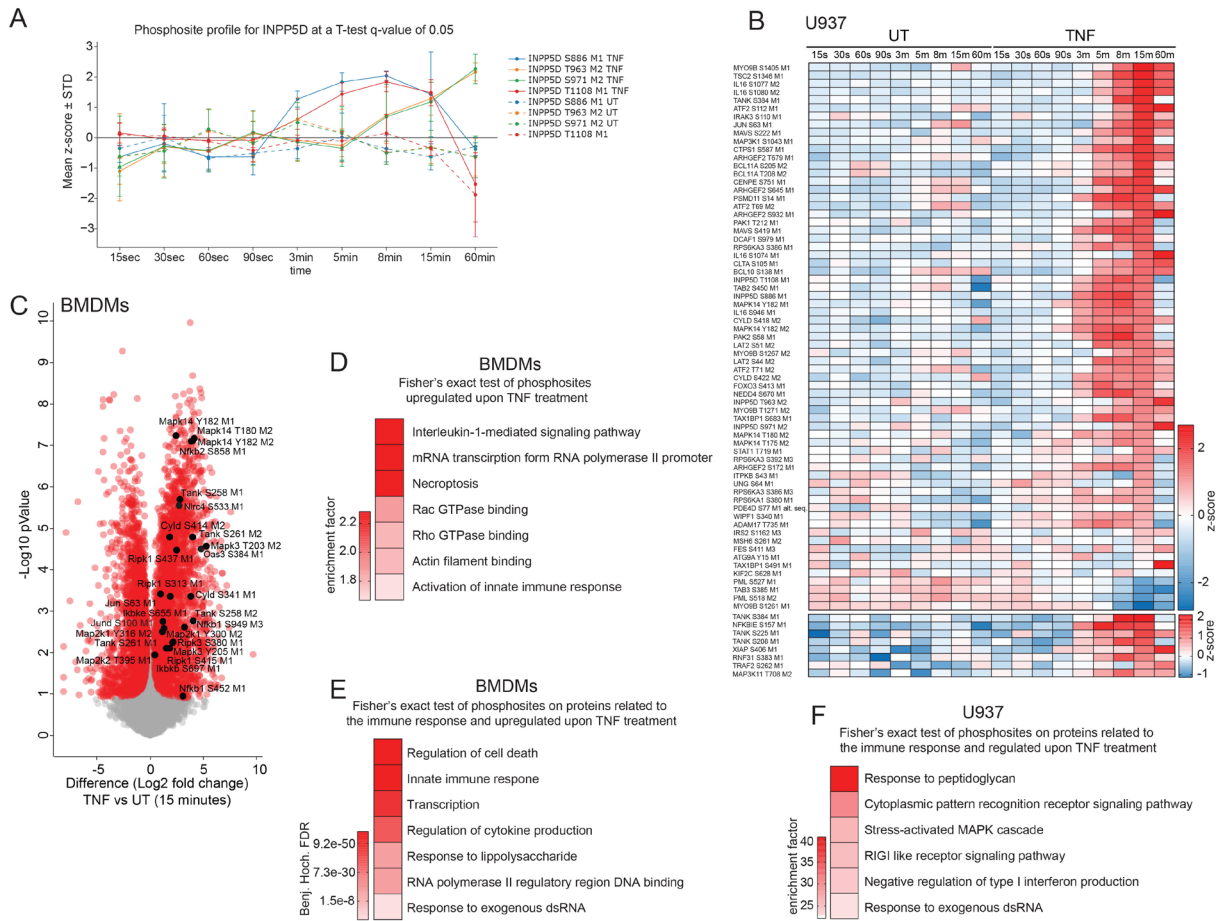 A
Phosphosite profile for INPP5D at a T-test q-value of 0.05
Mean z-score ± STD
3
2
1
0
−1
−2
−3
15sec 30sec 60sec 90sec 3min 5min 8min 15min 60min
time
INPP5D S886 M1 TNF
INPP5D T963 M2 TNF
INPP5D S971 M2 TNF
INPP5D T1108 M1 TNF
INPP5D S886 M1 UT
INPP5D T963 M2 UT
INPP5D S971 M2 UT
INPP5D T1108 M1
B
U937
UT TNF
15s 30s 60s 90s 3m 5m 8m 15m 60m 15s 30s 60s 90s 3m 5m 8m 15m 60m
MYO9B S1405 M1
TSC2 S1346 M1
IL16 S1077 M2
IL16 S1080 M2
TANK S384 M1
ATF2 S112 M1
IRAK3 S110 M1
JUN S63 M1
MAVS S222 M1
MAP3K1 S1043 M1
CTPS1 S587 M1
ARHGEF2 T679 M1
BCL11A S205 M2
BCL11A T208 M2
CENPE S751 M1
ARHGEF2 S645 M1
PSMD11 S14 M1
ATF2 T69 M2
ARHGEF2 S932 M1
PAK1 T212 M1
MAVS S419 M1
DCAF1 S979 M1
RPS6KA3 S386 M1
IL16 S1074 M1
CLTA S105 M1
BCL10 S138 M1
INPP5D T1108 M1
TAB2 S450 M1
INPP5D S886 M1
MAPK14 Y182 M1
IL16 S946 M1
CYLD S418 M2
MAPK14 Y182 M2
PAK2 S58 M1
LAT2 S51 M2
MYO9B S1267 M2
LAT2 S44 M2
ATF2 T71 M2
CYLD S422 M2
FOXO3 S413 M1
NEDD4 S670 M1
INPP5D T963 M2
MYO9B T1271 M2
TAX1BP1 S683 M1
INPP5D S971 M2
MAPK14 T180 M2
MAPK14 T175 M2
STAT1 T719 M1
RPS6KA3 S392 M3
ARHGEF2 S172 M1
ITPKB S43 M1
UNG S64 M1
RPS6KA3 S386 M3
RPS6KA1 S380 M1
PDE4D S77 M1 alt. seq.
WIPF1 S340 M1
ADAM17 T735 M1
IRS2 S1162 M3
MSH6 S261 M2
FES S411 M3
ATG9A Y15 M1
TAX1BP1 S491 M1
KIF2C S628 M1
PML S527 M1
TAB3 S385 M1
PML S518 M2
MYO9B S1261 M1
2
1
0
-1
-2
z-score
TANK S384 M1
NFKBIE S157 M1
TANK S225 M1
TANK S208 M1
XIAP S406 M1
RNF31 S383 M1
TRAF2 S262 M1
MAP3K11 T708 M2
2
1
0
-1
z-score
C
BMDMs
-Log10 pValue
10
9
8
7
6
5
4
3
2
1
0
Mapk14 Y182 M1
Mapk14 T180 M2
Mapk14 Y182 M2
Nfkb2 S858 M1
Tank S258 M1
Nlrc4 S533 M1
Cyld S414 M2
Tank S261 M2
Mapk3 T203 M2
Oas3 S384 M1
Ripk1 S437 M1
Ripk1 S313 M1
Cyld S341 M1
Jun S63 M1
Ikbke S655 M1
Tank S258 M2
Jund S100 M1
Nfkb1 S949 M3
Map2k1 Y316 M2
Map2k1 Y300 M2
Tank S261 M1
Ripk3 S380 M1
Mapk3 Y205 M1
Map2k2 T395 M1
Ripk1 S415 M1
Ikbkb S697 M1
Nfkb1 S452 M1
-5 0 5 10
Difference (Log2 fold change)
TNF vs UT (15 minutes)
D
BMDMs
Fisher's exact test of phosphosites
upregulated upon TNF treatment
Interleukin-1-mediated signaling pathway
mRNA transcirption form RNA polymerase II promoter
Necroptosis
Rac GTPase binding
Rho GTPase binding
Actin filament binding
Activation of innate immune response
enrichment factor
2.2
2.0
1.8
E
BMDMs
Fisher's exact test of phosphosites on proteins related to
the immune response and upregulated upon TNF treatment
Regulation of cell death
Innate immune respone
Transcription
Regulation of cytokine production
Response to lippolysaccharide
RNA polymerase II regulatory region DNA binding
Response to exogenous dsRNA
Benj. Hoch. FDR
9.2e-50
7.3e-30
1.5e-8
F
U937
Fisher's exact test of phosphosites on proteins related to
the immune response and regulated upon TNF treatment
Response to peptidoglycan
Cytoplasmic pattern recognition receptor signaling pathway
Stress-activated MAPK cascade
RIGI like receptor signaling pathway
Negative regulation of type I interferon production
Response to exogenous dsRNA
enrichment factor
40
35
30
25